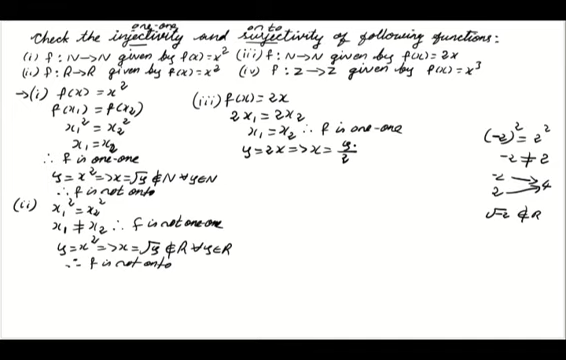 one-one on to
Check the injectivity and surjectivity of following functions:
(i) f : N→N given by f(x)=x² (iii) f : N→N given by f(x)=2x
(ii) f : R→R given by f(x)=x² (iv) f : Z→Z given by f(x)=x³
→(i) f(x)=x²
f(x₁)=f(x₂)
x₁²=x₂²
x₁=x₂
∴ f is one-one
y=x²=>x=√y∉N ∀y∈N
∴ f is not onto
(ii) x₁²=x₂²
x₁≠x₂ ∴ f is not one-one
y=x²=>x=√y∉R ∀y∈R
∴ f is not onto
(iii) f(x)=2x
2x₁=2x₂
x₁=x₂ ∴ f is one-one
y=2x=>x=y/2
(-2)²=2²
-2≠2
-2
2 → 4
√-2 ∉R